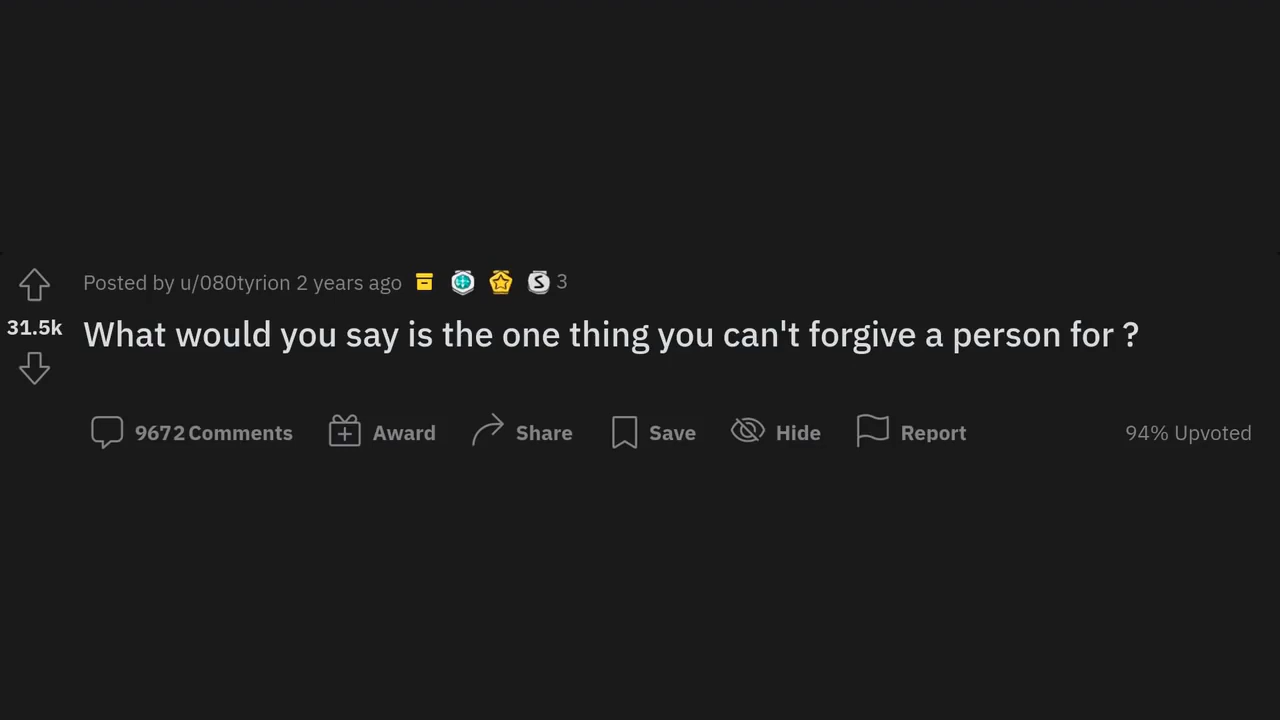 Posted by u/080tyrion 2 years ago 3
31.5k
What would you say is the one thing you can't forgive a person for ?
9672 Comments Award Share Save Hide Report 94% Upvoted